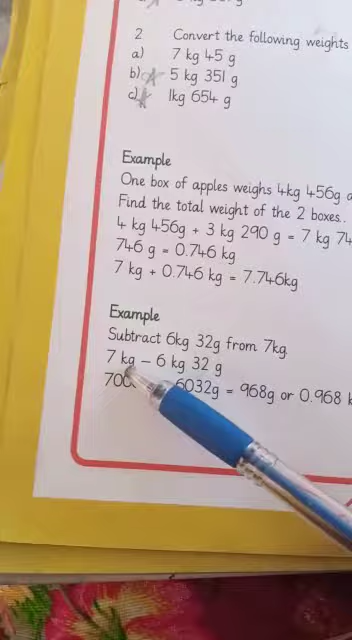 2 Convert the following weights
a) 7 kg 45 g
b) 5 kg 351 g
c) 1kg 654 g
Example
One box of apples weighs 4kg 456g
Find the total weight of the 2 boxes..
4 kg 456g + 3 kg 290 g = 7 kg 74
746 g = 0.746 kg
7 kg + 0.746 kg = 7.746kg
Example
Subtract 6kg 32g from 7kg.
7 kg – 6 kg 32 g
700 6032g = 968g or 0.968 k